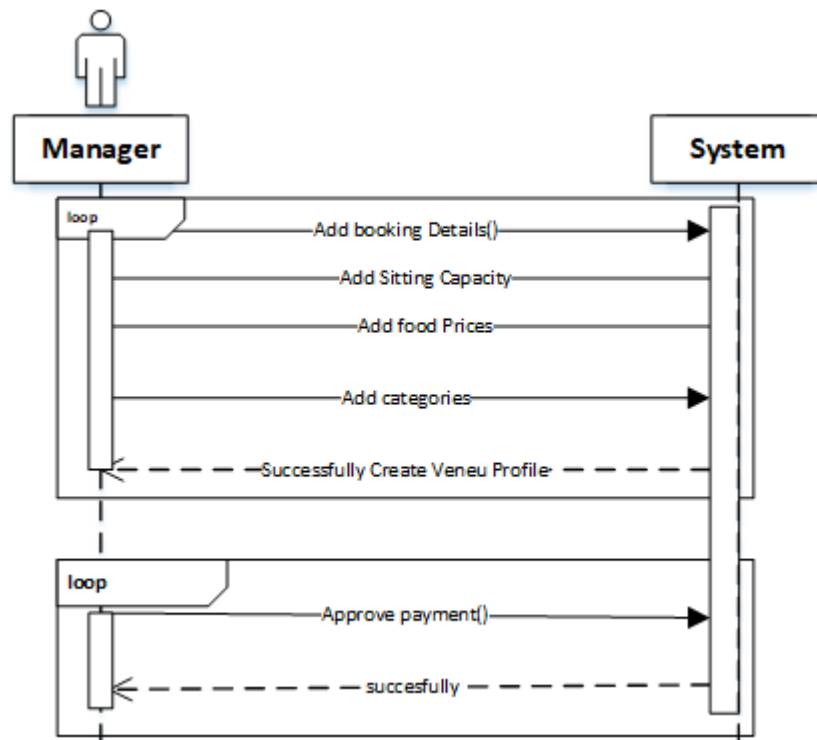 Manager
System
loop
Add booking Details()
Add Sitting Capacity
Add food Prices
Add categories
Successfully Create Veneu Profile
loop
Approve payment()
succesfully